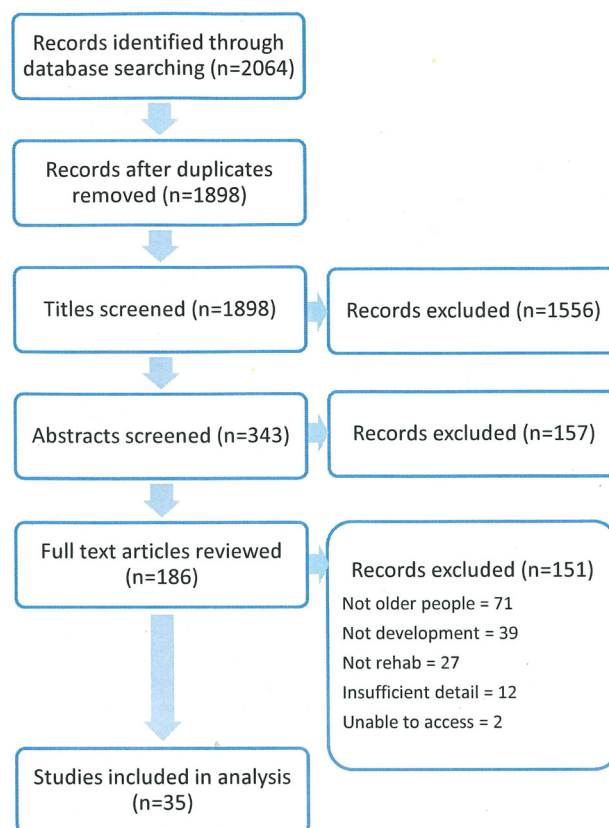 Records identified through
database searching (n=2064)
Records after duplicates
removed (n=1898)
Titles screened (n=1898)
Records excluded (n=1556)
Abstracts screened (n=343)
Records excluded (n=157)
Full text articles reviewed
(n=186)
Records excluded (n=151)
Not older people = 71
Not development = 39
Not rehab = 27
Insufficient detail = 12
Unable to access = 2
Studies included in analysis
(n=35)